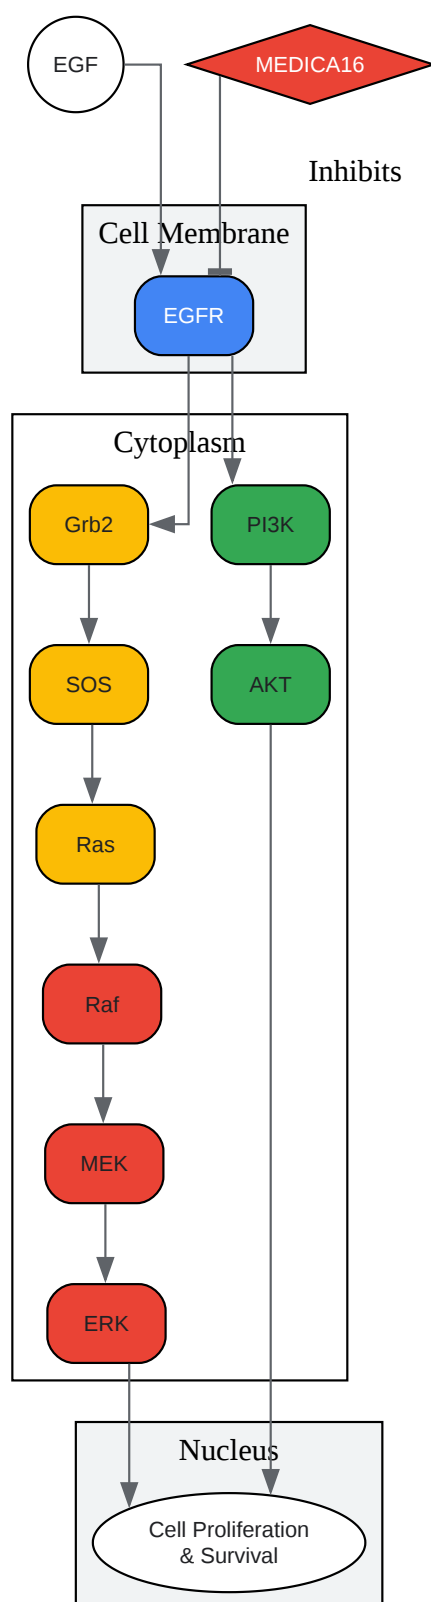 EGF
MEDICA16
Inhibits
Cell Membrane
EGFR
Cytoplasm
Grb2
PI3K
SOS
AKT
Ras
Raf
MEK
ERK
Nucleus
Cell Proliferation
& Survival